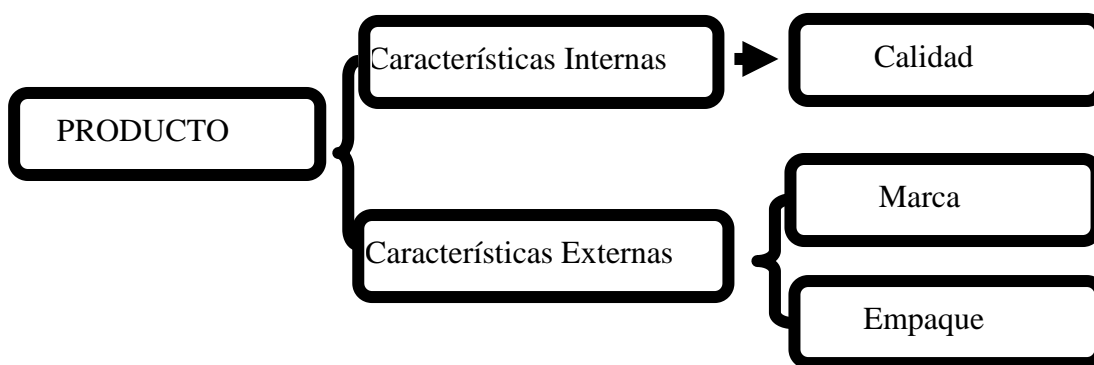 PRODUCTO
Características Internas
Calidad
Características Externas
Marca
Empaque